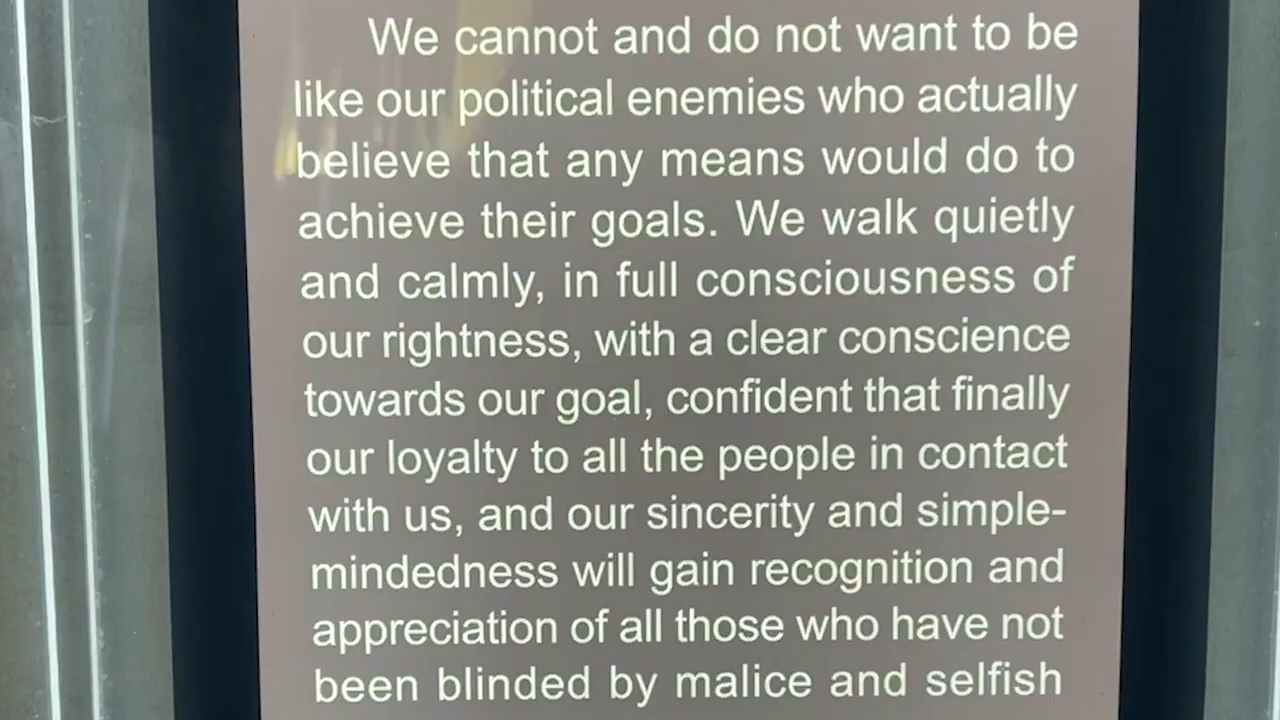 We cannot and do not want to be
like our political enemies who actually
believe that any means would do to
achieve their goals. We walk quietly
and calmly, in full consciousness of
our rightness, with a clear conscience
towards our goal, confident that finally
our loyalty to all the people in contact
with us, and our sincerity and simple-
mindedness will gain recognition and
appreciation of all those who have not
been blinded by malice and selfish